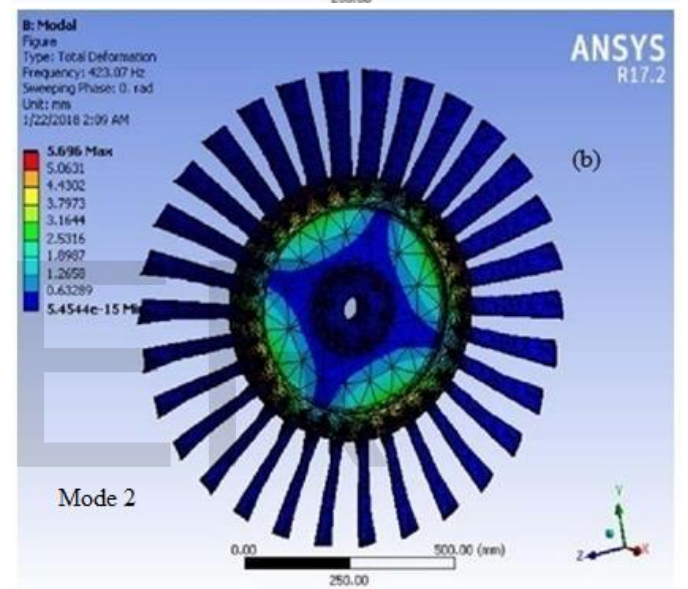 B: Modal
Figure
Type: Total Deformation
Frequency: 423.07 Hz
Sweeping Phase: 0. rad
Unit: mm
1/22/2018 2:09 AM
ANSYS
R17.2
(b)
5.696 Max
5.0631
4.4302
3.7973
3.1644
2.5316
1.8987
1.2658
0.63289
5.4544e-15 Mi
Mode 2
0.00
500.00 (mm)
250.00
Y
Z
X